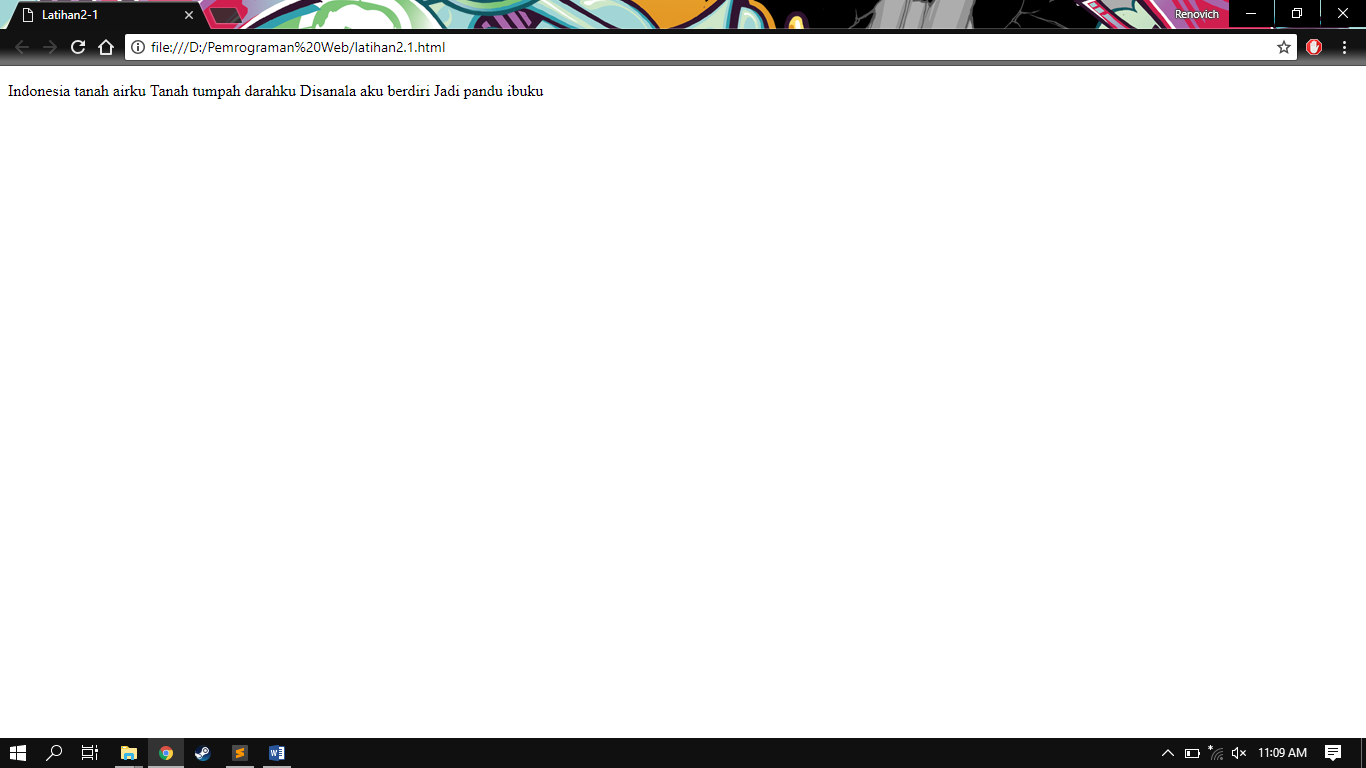 Latihan2-1
Renovich
file:///D:/Pemrograman%20Web/latihan2.1.html
Indonesia tanah airku Tanah tumpah darahku Disanala aku berdiri Jadi pandu ibuku
11:09 AM